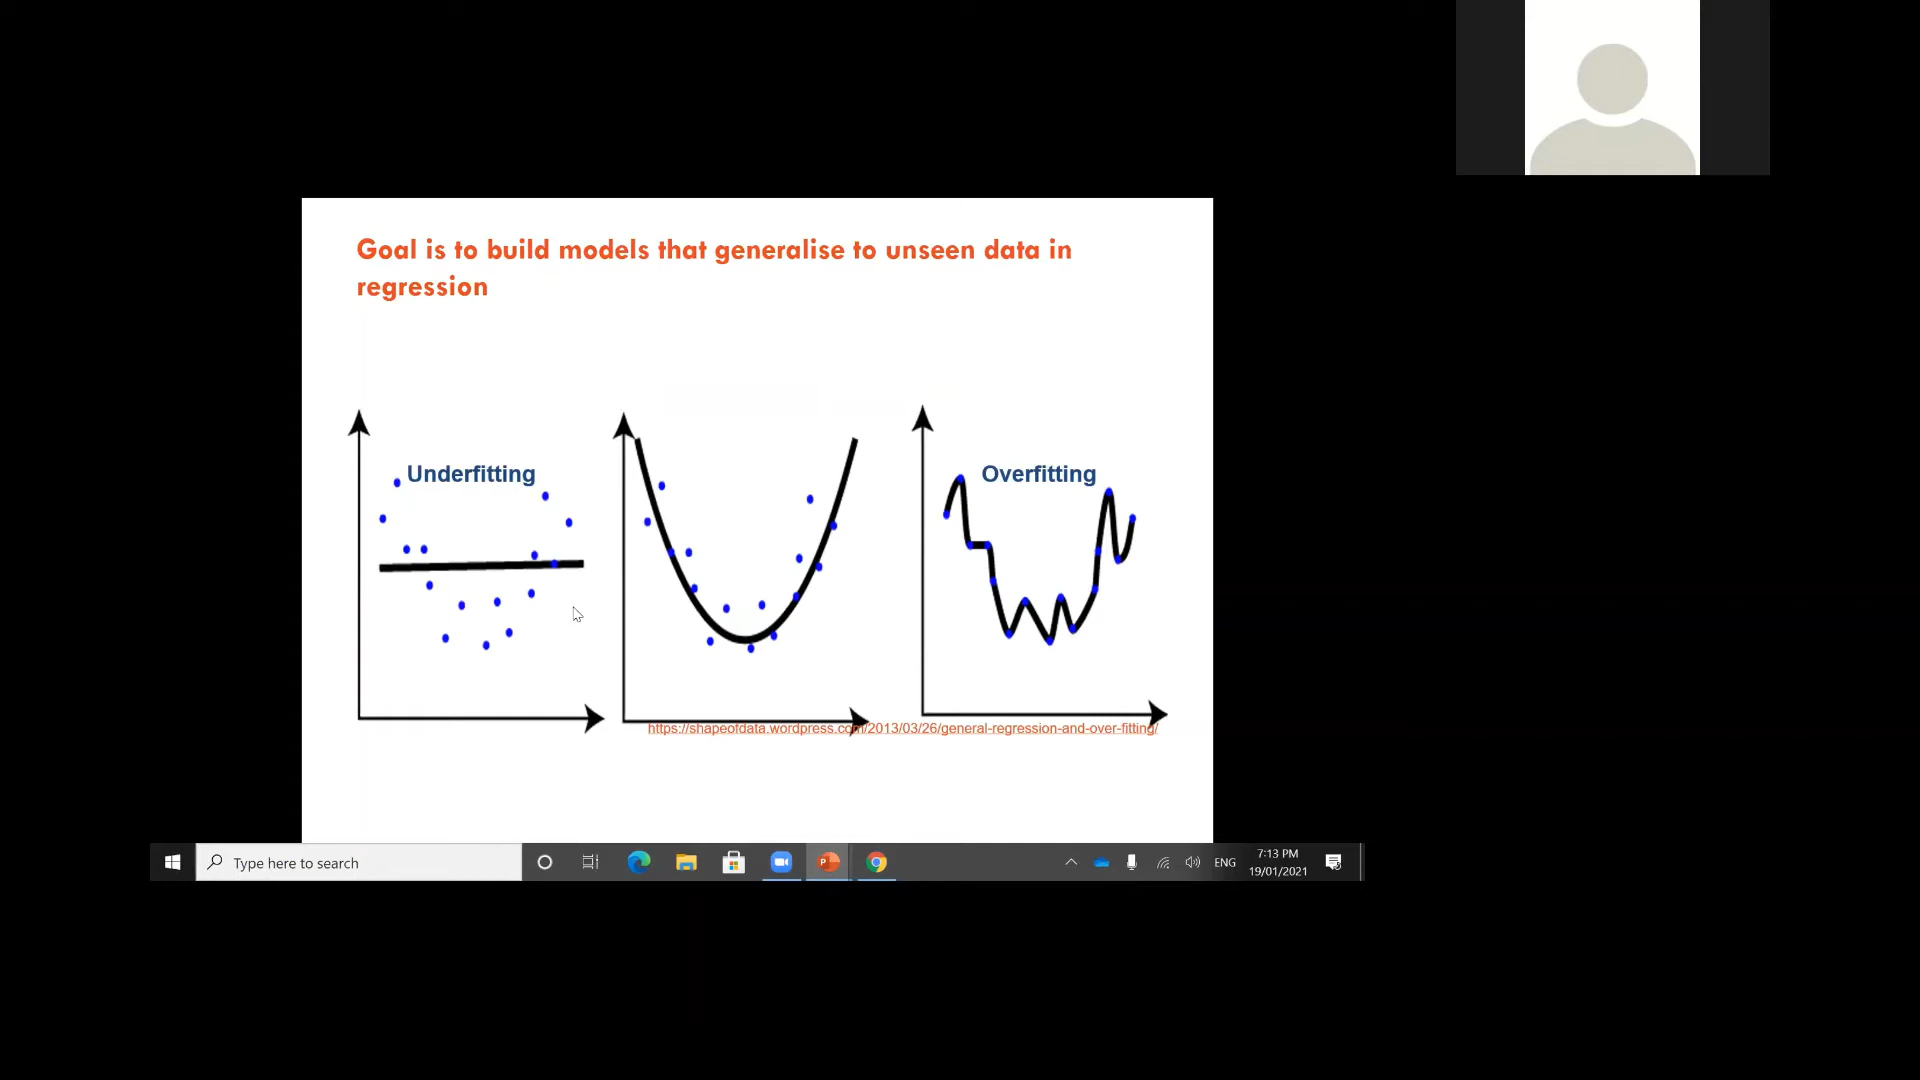 Goal is to build models that generalise to unseen data in
regression
Underfitting
Overfitting
https://shapeofdata.wordpress.com/2013/03/26/general-regression-and-over-fitting/
Type here to search
P
ENG
7:13 PM
19/01/2021